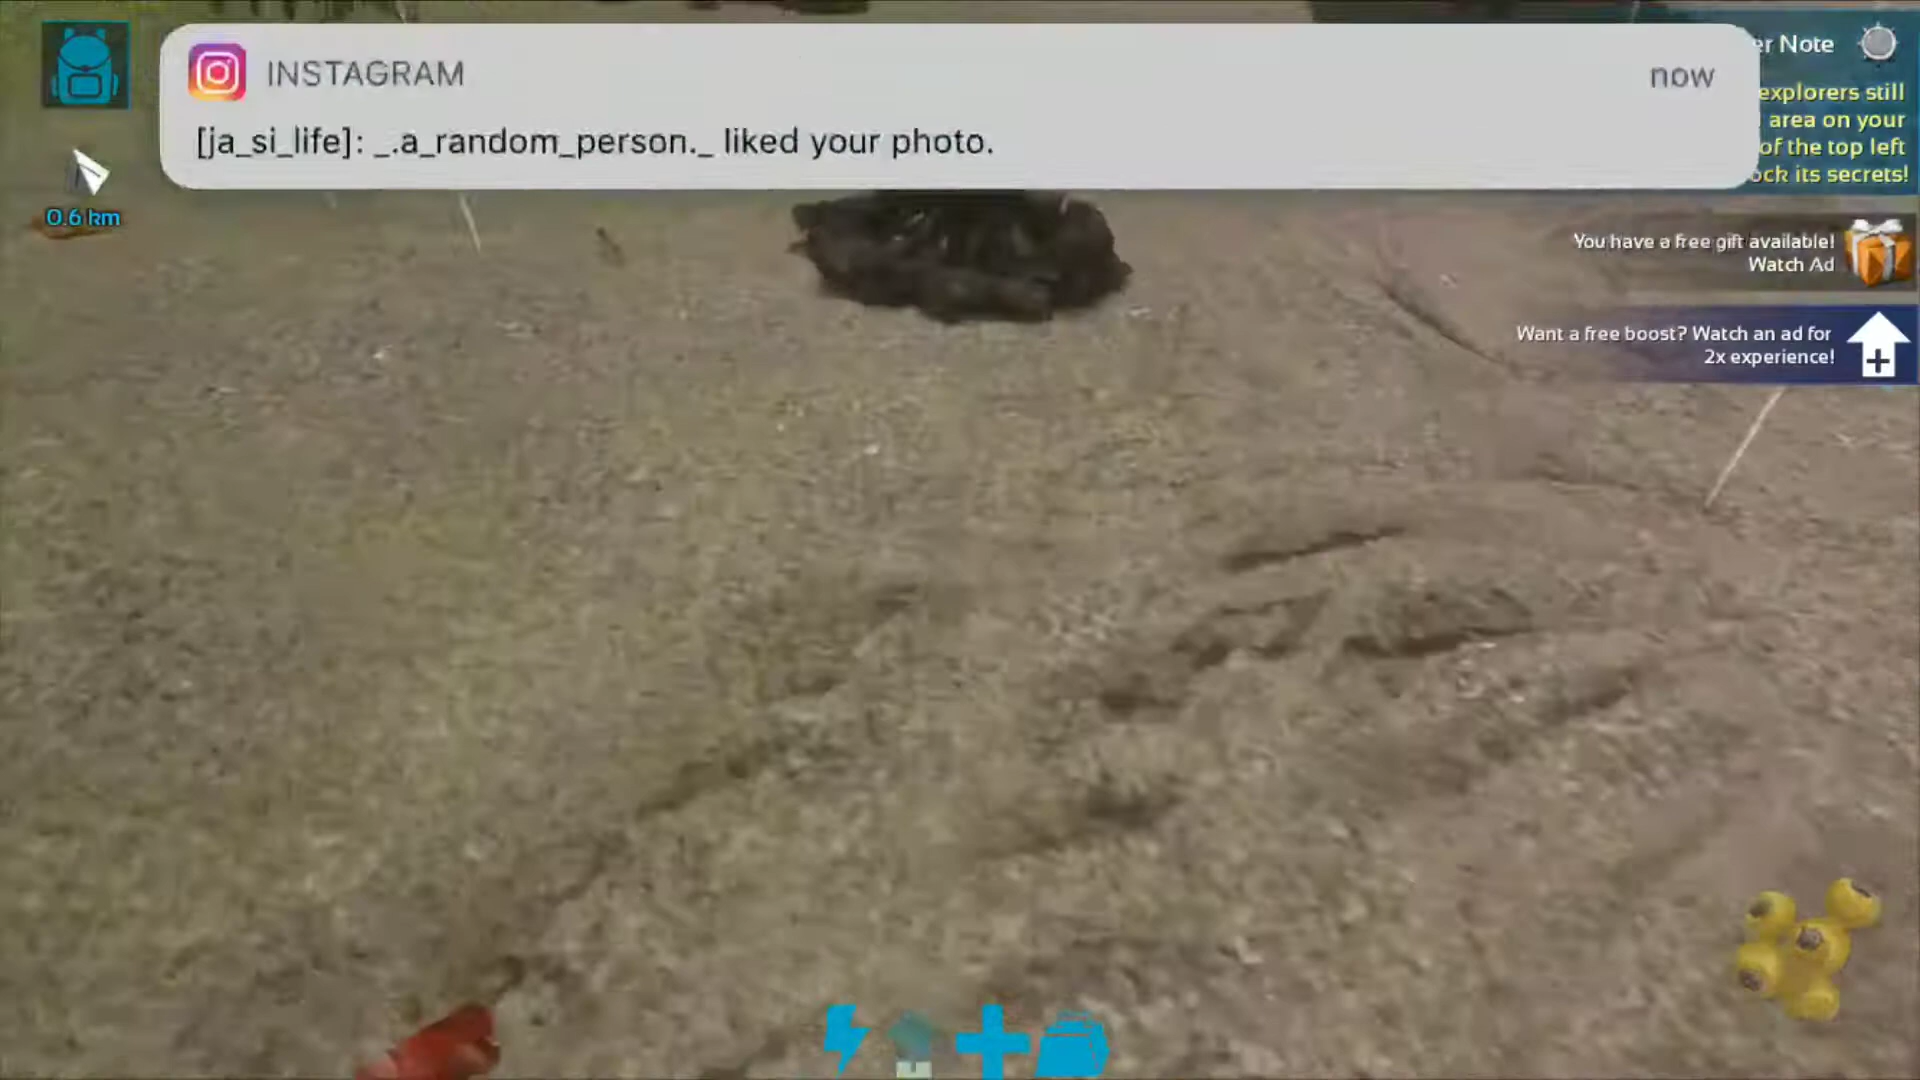 INSTAGRAM
now
[ja_si_life]: _.a_random_person._ liked your photo.
Note
explorers still
area on your
of the top left
its secrets!
0.6 km
You have a free gift available!
Watch Ad
Want a free boost? Watch an ad for
2x experience!